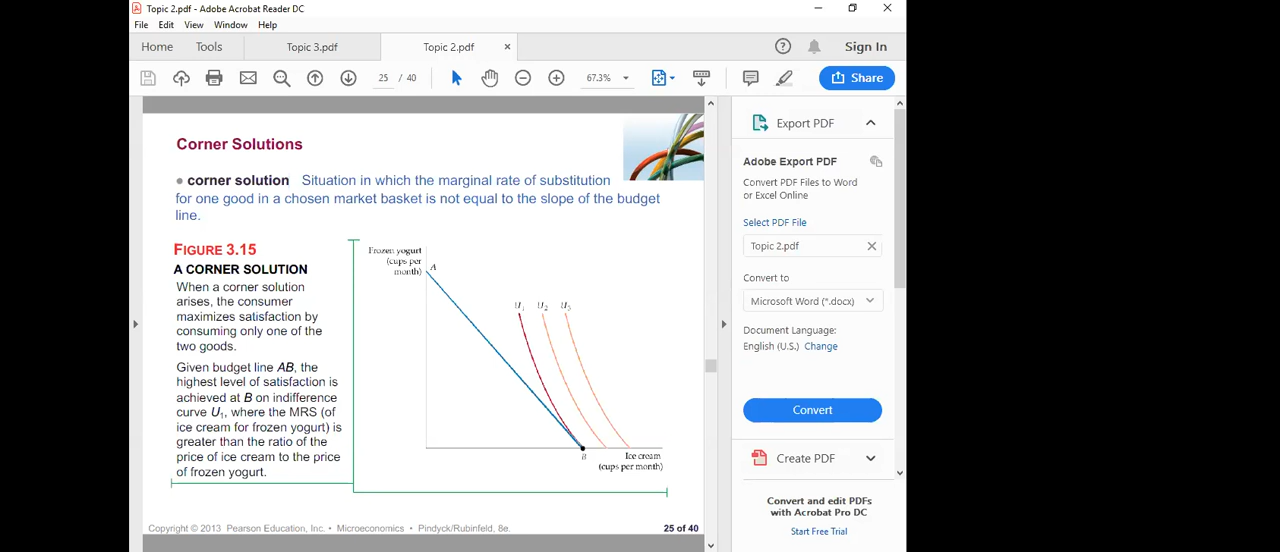 Topic 2.pdf - Adobe Acrobat Reader DC
File Edit View Window Help
Home Tools Topic 3.pdf Topic 2.pdf × ? Sign In
25 / 40 67.3% Share
Corner Solutions
• corner solution Situation in which the marginal rate of substitution
for one good in a chosen market basket is not equal to the slope of the budget
line.
FIGURE 3.15
A CORNER SOLUTION
When a corner solution
arises, the consumer
maximizes satisfaction by
consuming only one of the
two goods.
Given budget line AB, the
highest level of satisfaction is
achieved at B on indifference
curve U1, where the MRS (of
ice cream for frozen yogurt) is
greater than the ratio of the
price of ice cream to the price
of frozen yogurt.
Frozen yogurt
(cups per
month)
A
U1 U2 U3
B
Ice cream
(cups per month)
Copyright © 2013 Pearson Education, Inc. • Microeconomics • Pindyck/Rubinfeld, 8e.
25 of 40
Export PDF
Adobe Export PDF
Convert PDF Files to Word
or Excel Online
Select PDF File
Topic 2.pdf
Convert to
Microsoft Word (*.docx)
Document Language:
English (U.S.) Change
Convert
Create PDF
Convert and edit PDFs
with Acrobat Pro DC
Start Free Trial